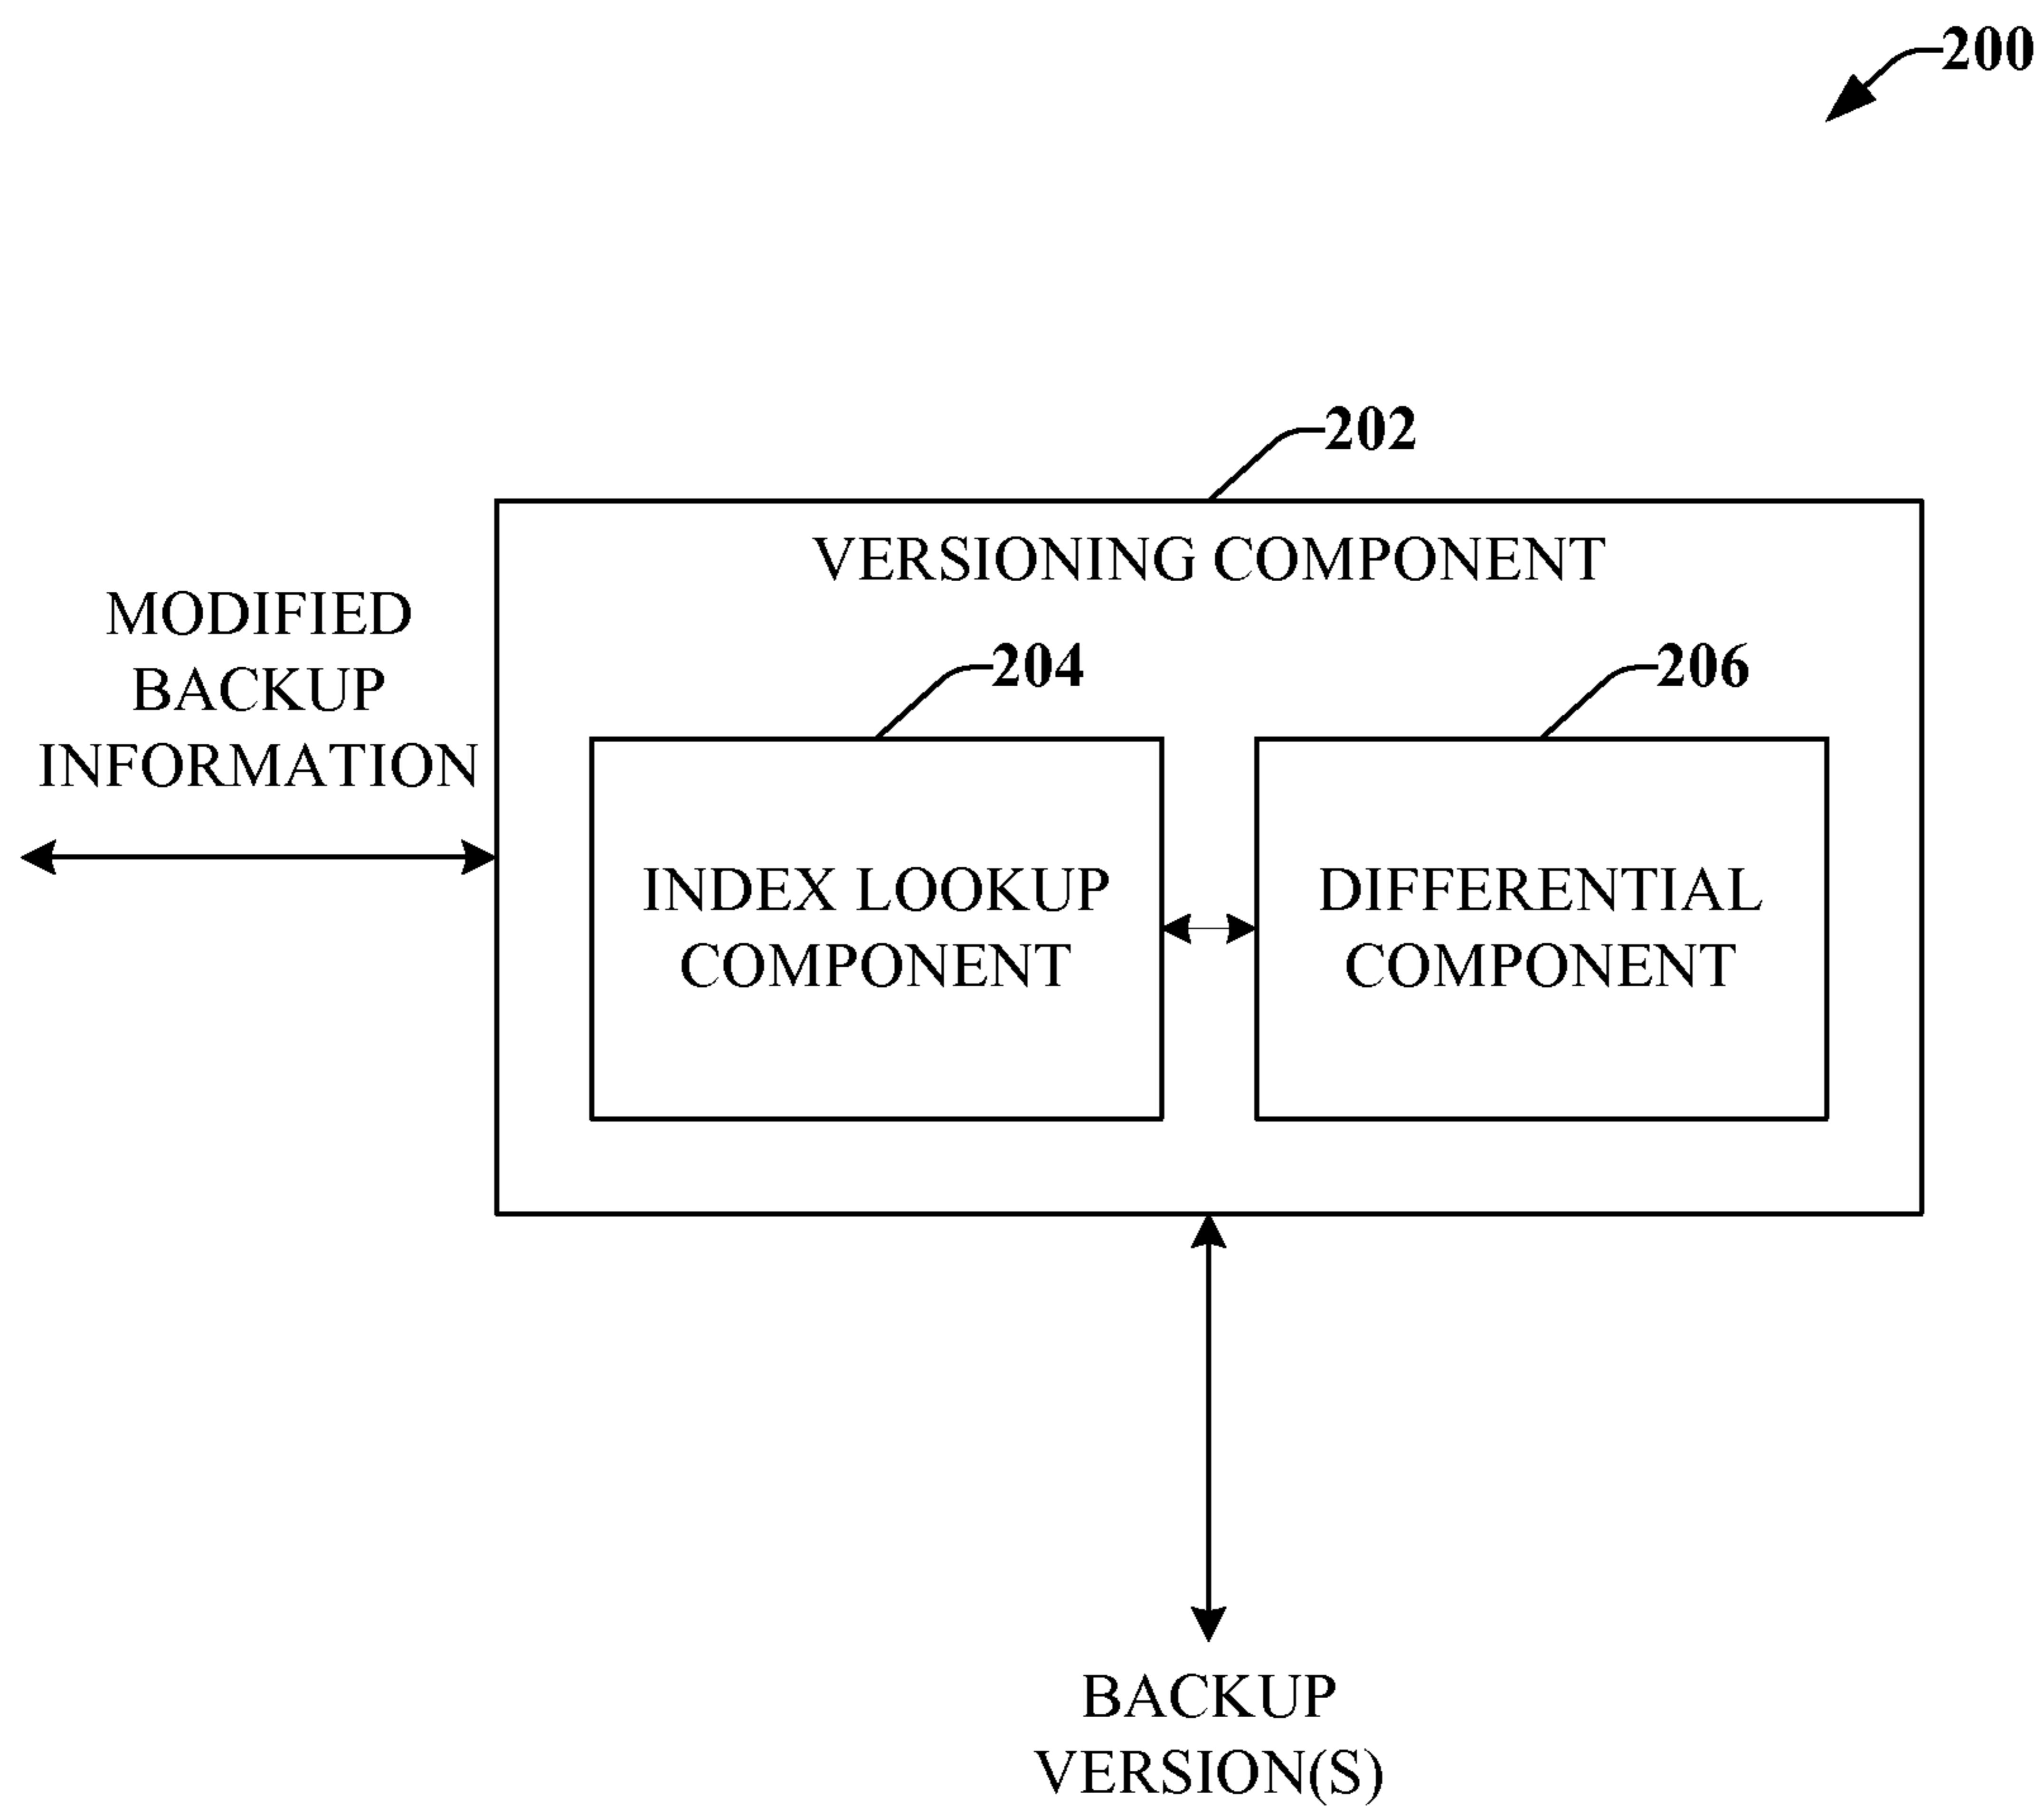 200
202
VERSIONING COMPONENT
MODIFIED
BACKUP
INFORMATION
204
206
INDEX LOOKUP
COMPONENT
DIFFERENTIAL
COMPONENT
BACKUP
VERSION(S)